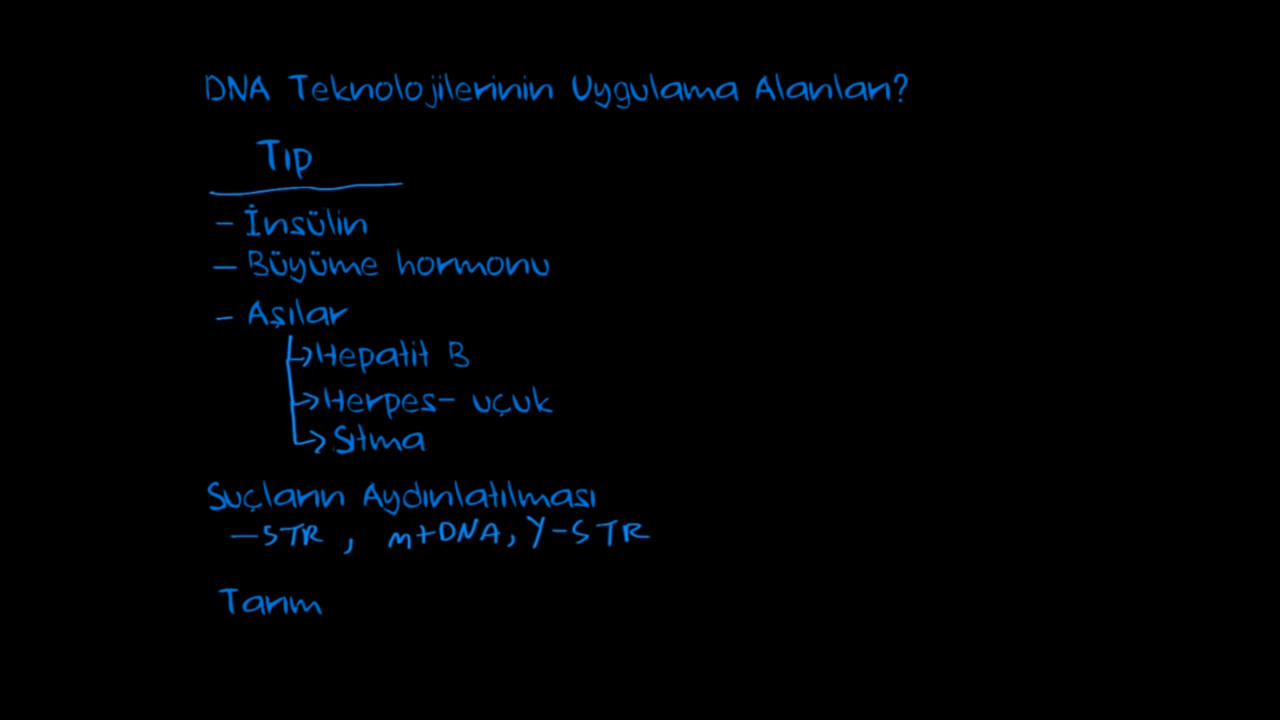 DNA Teknolojilerinin Uygulama Alanları?
Tıp
- İnsülin
- Büyüme hormonu
- Aşılar
→ Hepatit B
→ Herpes- uçuk
→ Sıtma
Suçların Aydınlatılması
- STR, mtDNA, Y-STR
Tarım